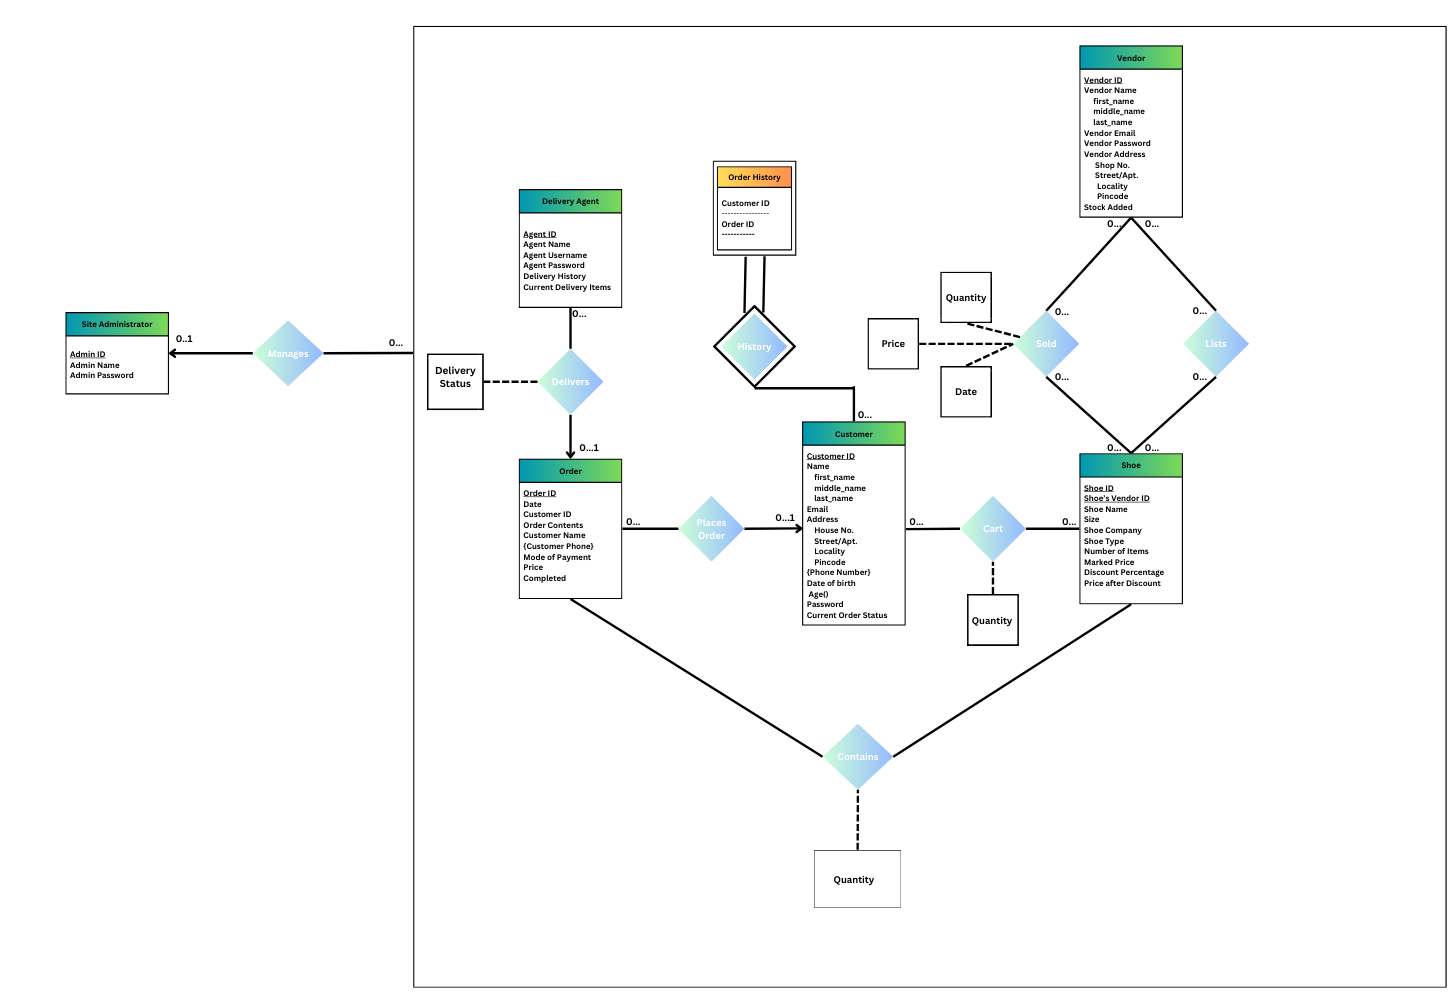 Vendor
Vendor ID
Vendor Name
first_name
middle_name
last_name
Vendor Email
Vendor Password
Vendor Address
Shop No.
Street/Apt.
Locality
Pincode
Stock Added
0...
0...
Order History
Customer ID
----------------
Order ID
-----------
Delivery Agent
Agent ID
Agent Name
Agent Username
Agent Password
Delivery History
Current Delivery Items
0...
Site Administrator
Admin ID
Admin Name
Admin Password
0..1
Manages
0...
Delivery
Status
Delivers
0...1
History
0...
Quantity
Price
Date
0...
Sold
0...
0...
Lists
0...
0...
0...
Order
Order ID
Date
Customer ID
Order Contents
Customer Name
{Customer Phone}
Mode of Payment
Price
Completed
0...
Places
Order
0...1
Customer
Customer ID
Name
first_name
middle_name
last_name
Email
Address
House No.
Street/Apt.
Locality
Pincode
{Phone Number}
Date of birth
Age()
Password
Current Order Status
0...
Cart
0...
Quantity
Shoe
Shoe ID
Shoe's Vendor ID
Shoe Name
Size
Shoe Company
Shoe Type
Number of Items
Marked Price
Discount Percentage
Price after Discount
Contains
Quantity